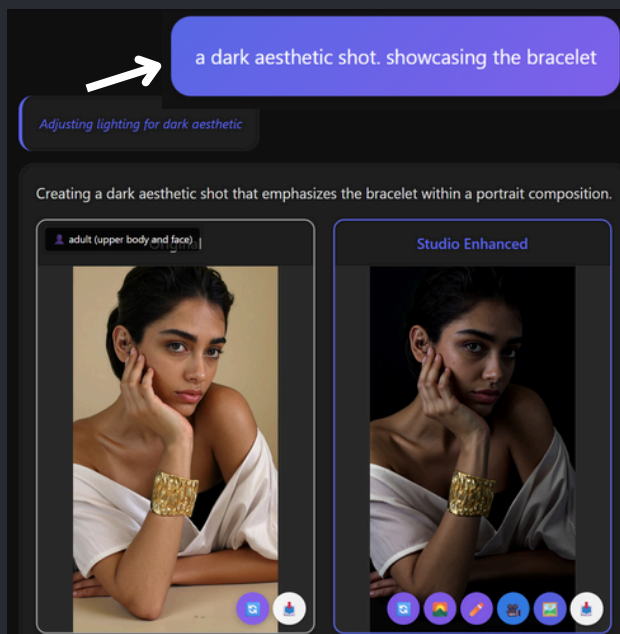 a dark aesthetic shot. showcasing the bracelet
Adjusting lighting for dark aesthetic
Creating a dark aesthetic shot that emphasizes the bracelet within a portrait composition.
adult (upper body and face)
Original
Studio Enhanced